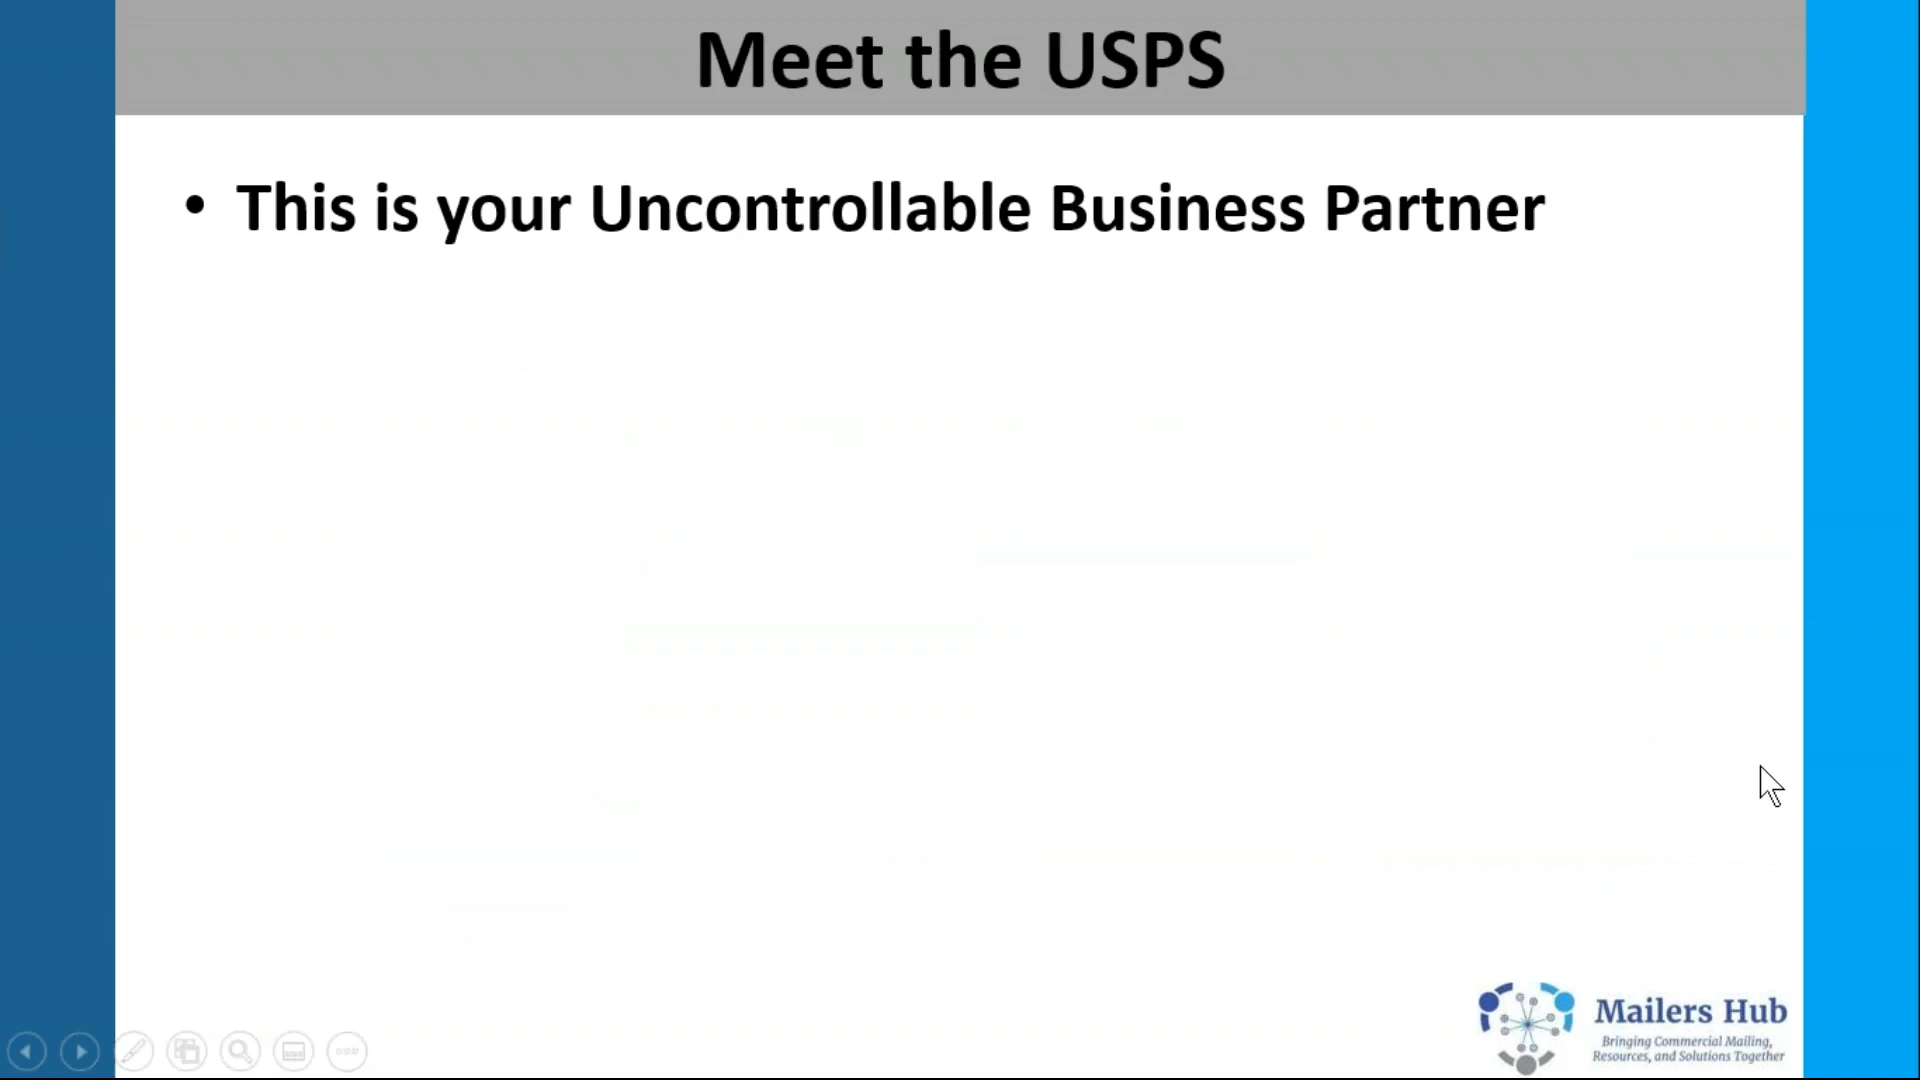 Meet the USPS
• This is your Uncontrollable Business Partner
Mailers Hub
Bringing Commercial Mailing,
Resources, and Solutions Together